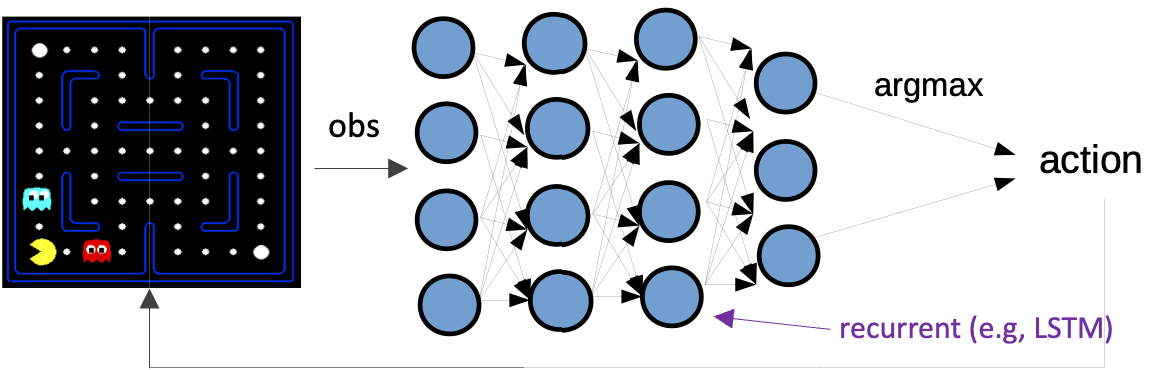 obs
argmax
action
recurrent (e.g, LSTM)